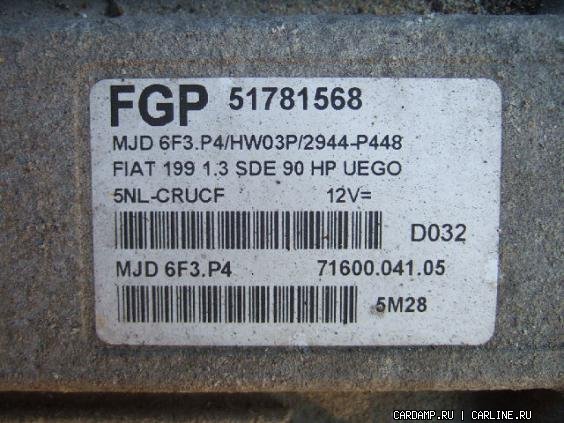 FGP 51781568
MJD 6F3.P4/HW03P/2944-P448
FIAT 199 1.3 SDE 90 HP UEGO
5NL-CRUCF 12V=
D032
MJD 6F3.P4 71600.041.05
5M28
CARDAMP.RU | CARLINE.RU